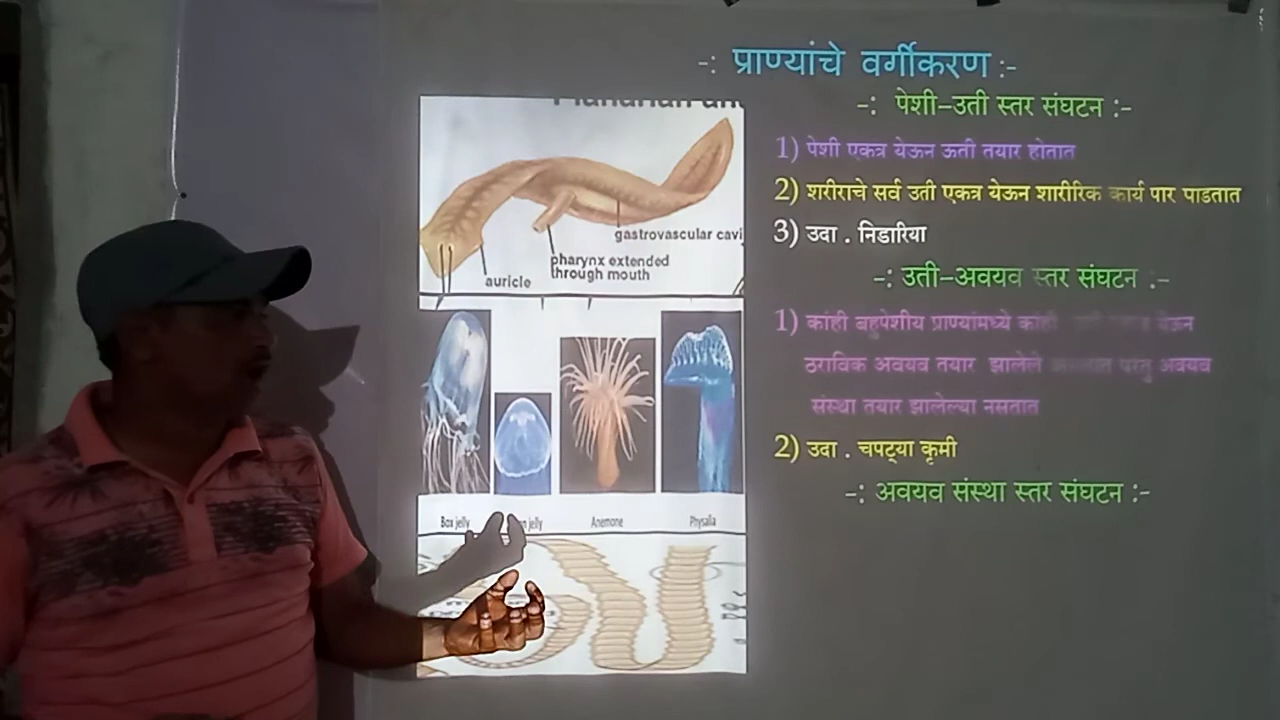 -: प्राण्यांचे वर्गीकरण :-
-: पेशी–उती स्तर संघटन :-
1) पेशी एकत्र येऊन ऊती तयार होतात
2) शरीराचे सर्व उती एकत्र येऊन शारीरिक कार्य पार पाडतात
3) उदा . निडारिया
-: उती–अवयव स्तर संघटन :-
1) कांही बहुपेशीय प्राण्यांमध्ये कांही येऊन
ठराविक अवयव तयार झालेले परंतु अवयव
संस्था तयार झालेल्या नसतात
2) उदा . चपट्या कृमी
-: अवयव संस्था स्तर संघटन :-
gastrovascular cavi
pharynx extended
through mouth
auricle
Box jelly
jelly
Anemone
Physalia